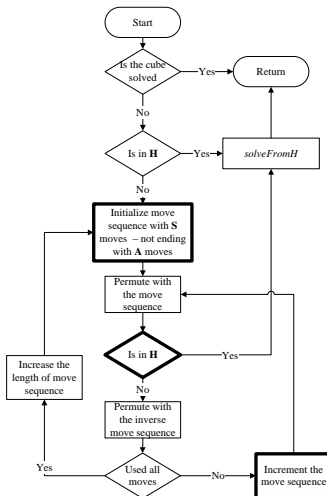 Start
Is the cube
solved
Yes
Return
No
Is in H
Yes
solveFromH
No
Initialize move
sequence with S
moves – not ending
with A moves
Permute with
the move
sequence
Is in H
Yes
Increase the
length of move
sequence
No
Permute with
the inverse
move sequence
Yes
Used all
moves
No
Increment the
move sequence